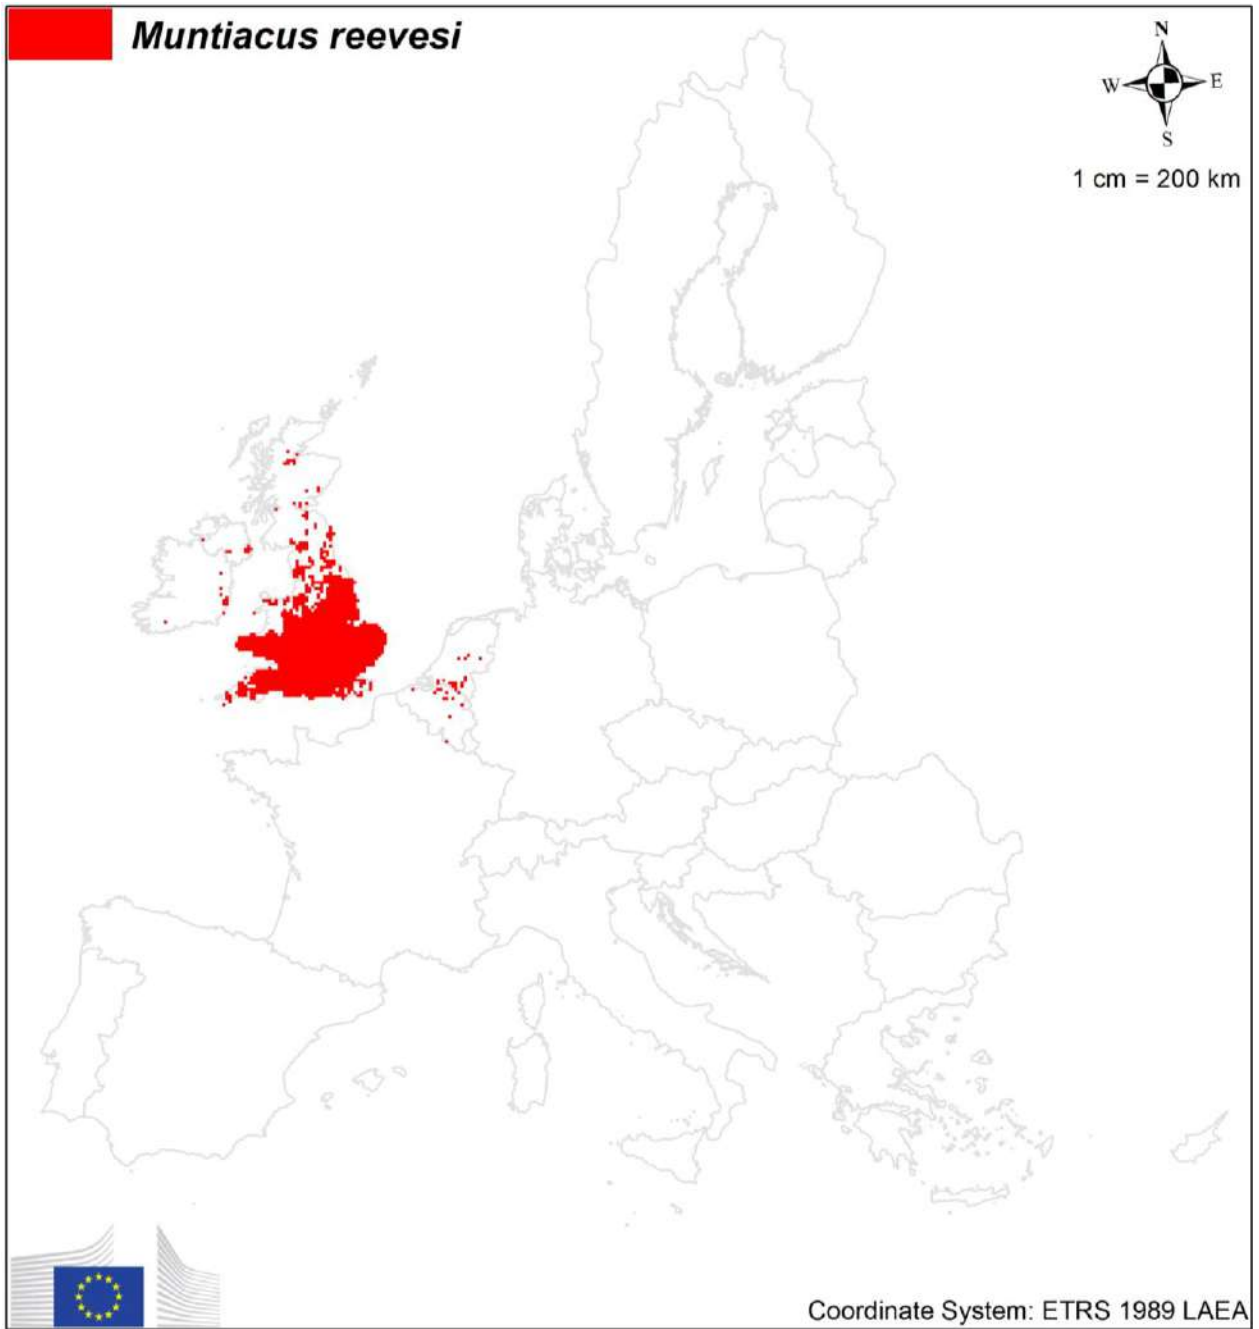 Muntiacus reevesi
N
W E
S
1 cm = 200 km
Coordinate System: ETRS 1989 LAEA